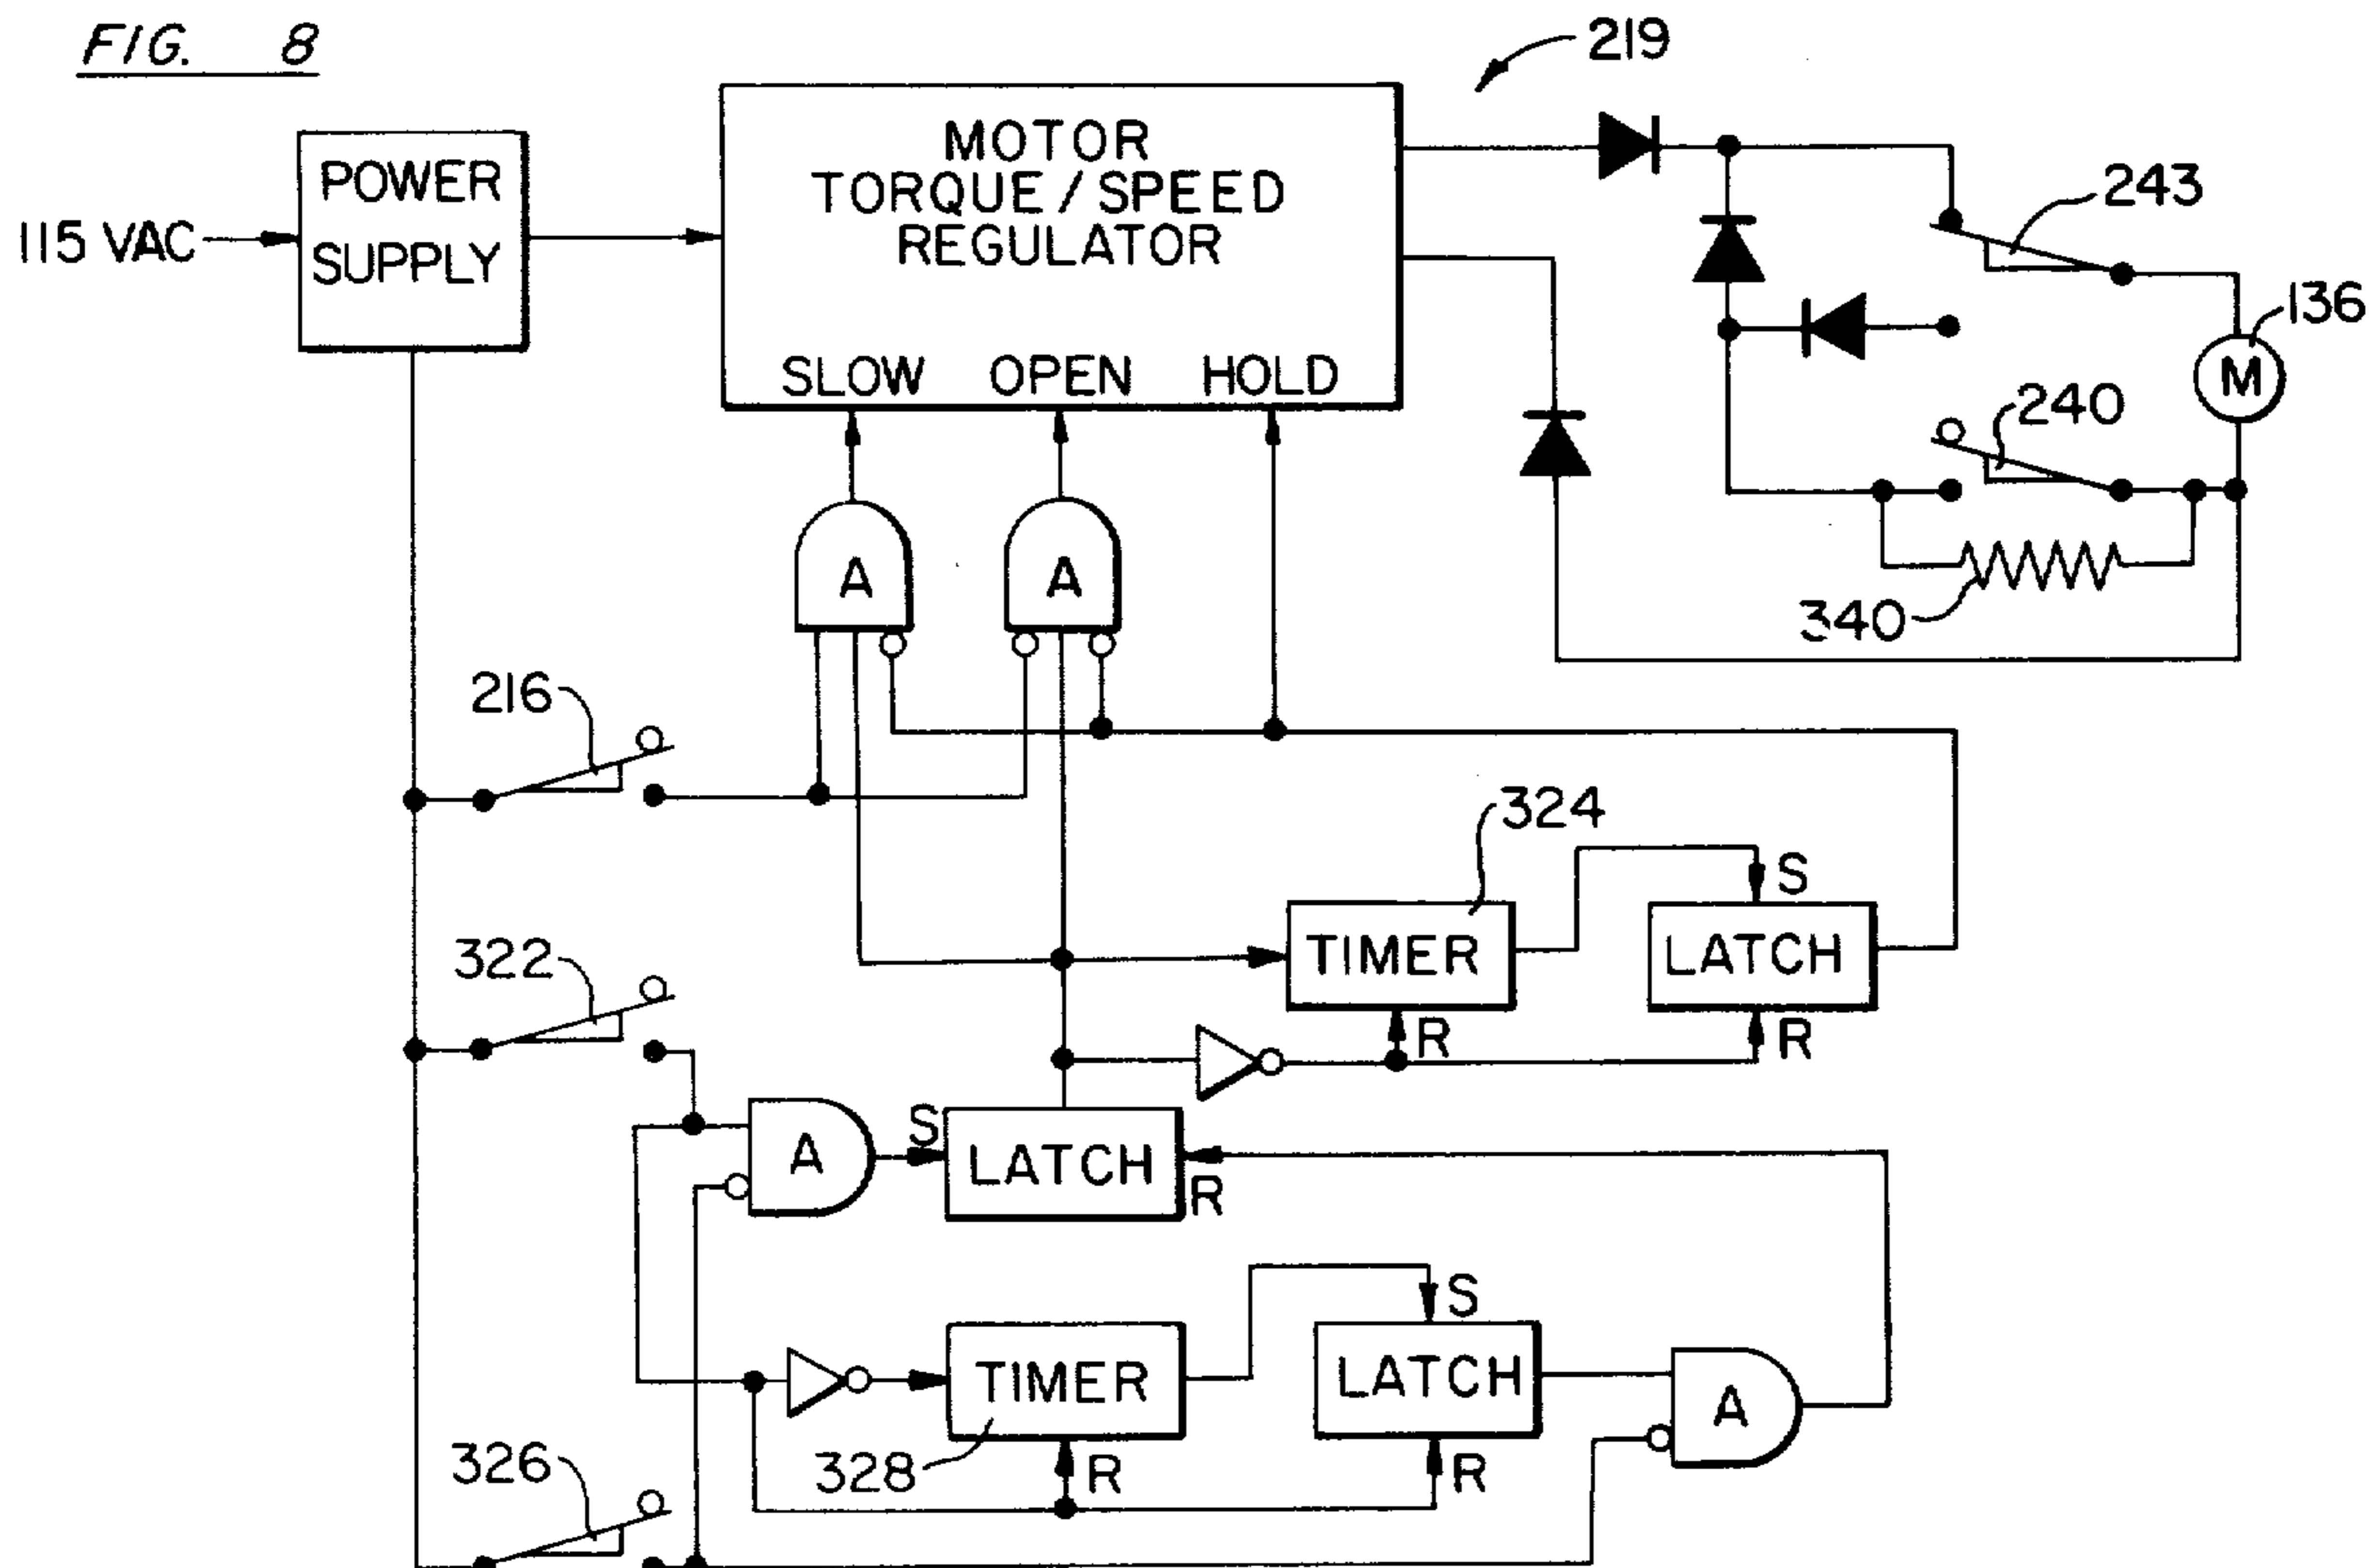 FIG. 8
219
POWER
SUPPLY
115 VAC
MOTOR
TORQUE/SPEED
REGULATOR
SLOW OPEN HOLD
243
136
M
240
340
A
A
216
324
S
TIMER
LATCH
R
R
322
A
S
LATCH
R
S
TIMER
LATCH
A
328
R
R
326